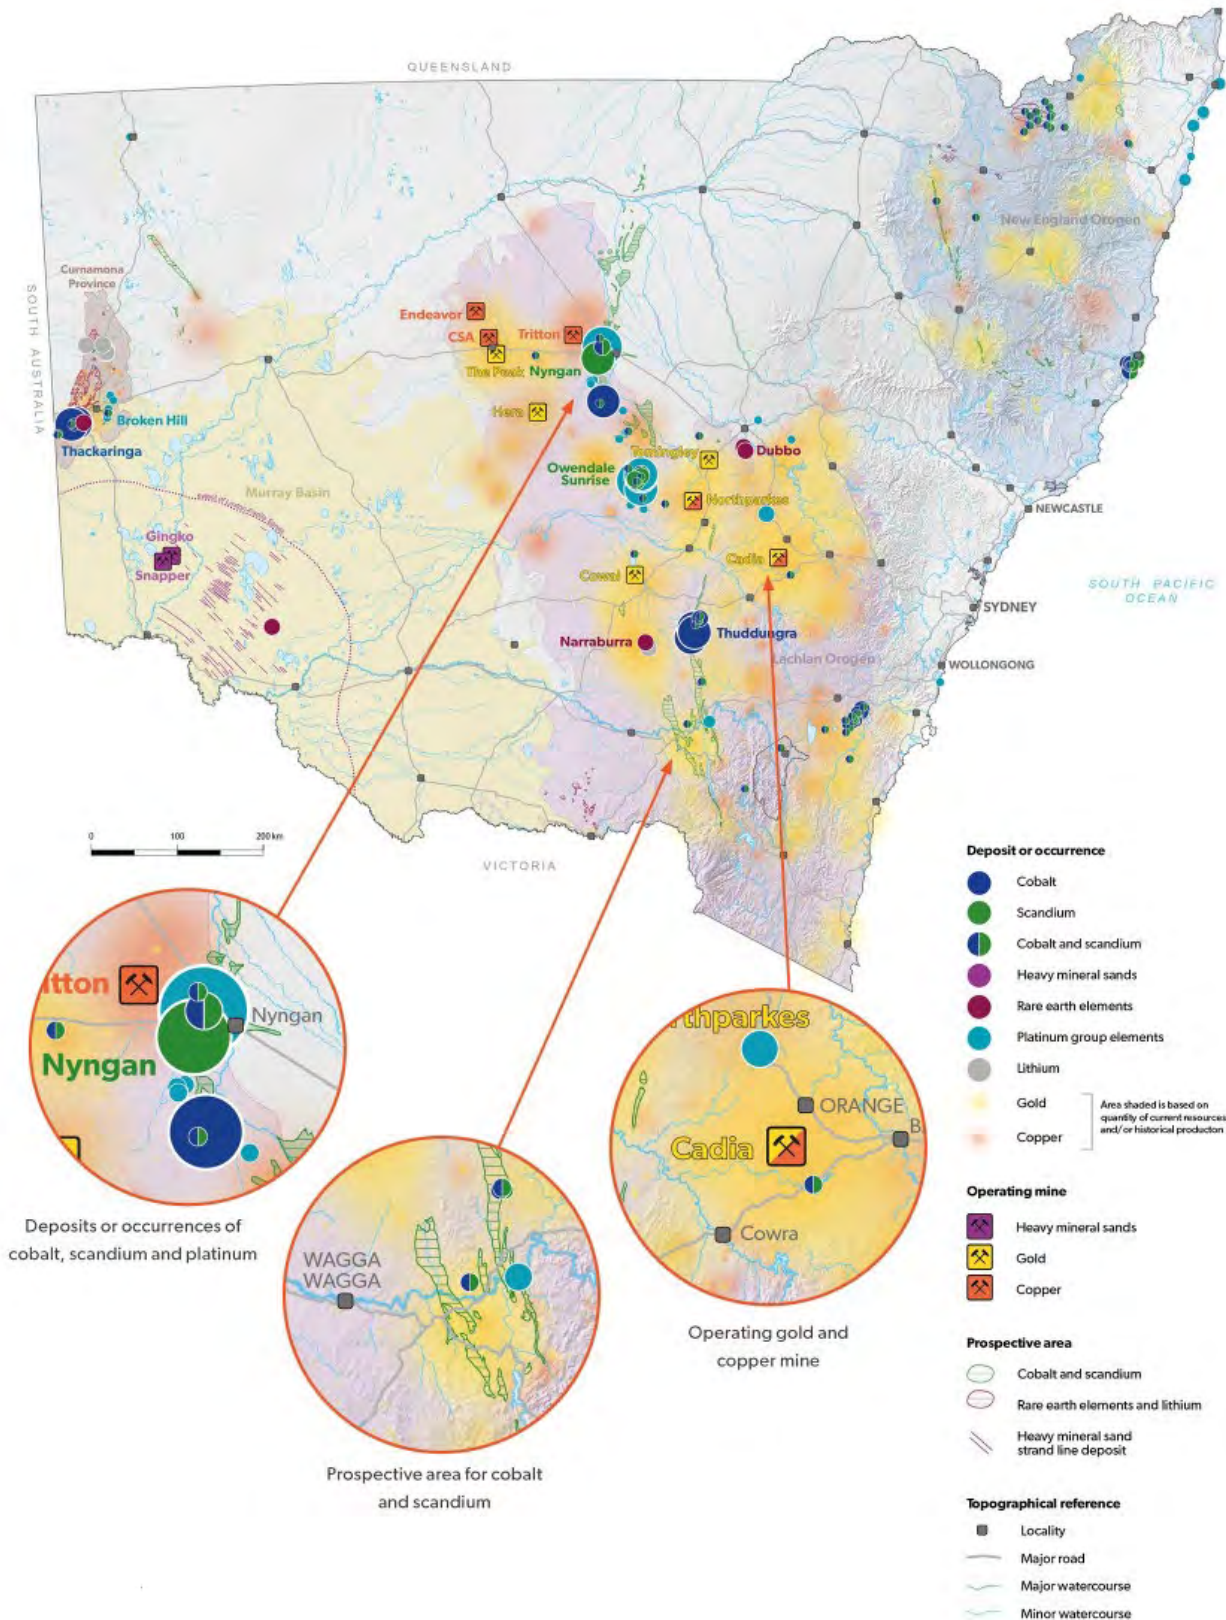 QUEENSLAND
New England Orogen
Curnamona
Province
SOUTH AUSTRALIA
Endeavor
CSA
Tritton
The Peak
Nyngan
Hera
Broken Hill
Thackaringa
Tomingley
Dubbo
Owendale
Sunrise
Murray Basin
Northparkes
NEWCASTLE
Gingko
Snapper
Cadia
Cowal
SOUTH PACIFIC
OCEAN
SYDNEY
Narraburra
Thuddungra
Lachlan Orogen
WOLLONGONG
0 100 200 km
VICTORIA
itton
Nyngan
Nyngan
Deposits or occurrences of
cobalt, scandium and platinum
WAGGA
WAGGA
Prospective area for cobalt
and scandium
rthparkes
ORANGE
B
Cadia
Cowra
Operating gold and
copper mine
Deposit or occurrence
Cobalt
Scandium
Cobalt and scandium
Heavy mineral sands
Rare earth elements
Platinum group elements
Lithium
Gold
Copper
Area shaded is based on
quantity of current resources
and/or historical producton
Operating mine
Heavy mineral sands
Gold
Copper
Prospective area
Cobalt and scandium
Rare earth elements and lithium
Heavy mineral sand
strand line deposit
Topographical reference
Locality
Major road
Major watercourse
Minor watercourse